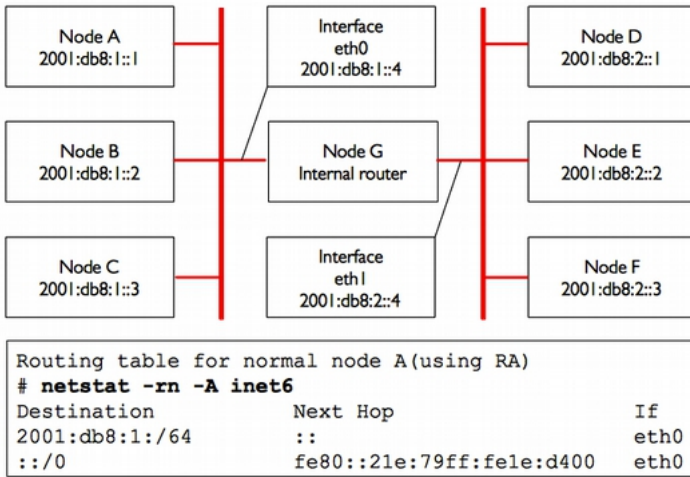 Node A
2001:db8:1::1
Interface
eth0
2001:db8:1::4
Node D
2001:db8:2::1
Node B
2001:db8:1::2
Node G
Internal router
Node E
2001:db8:2::2
Node C
2001:db8:1::3
Interface
eth1
2001:db8:2::4
Node F
2001:db8:2::3
Routing table for normal node A(using RA)
# netstat -rn -A inet6
Destination Next Hop If
2001:db8:1:/64 :: eth0
::/0 fe80::21e:79ff:fe1e:d400 eth0